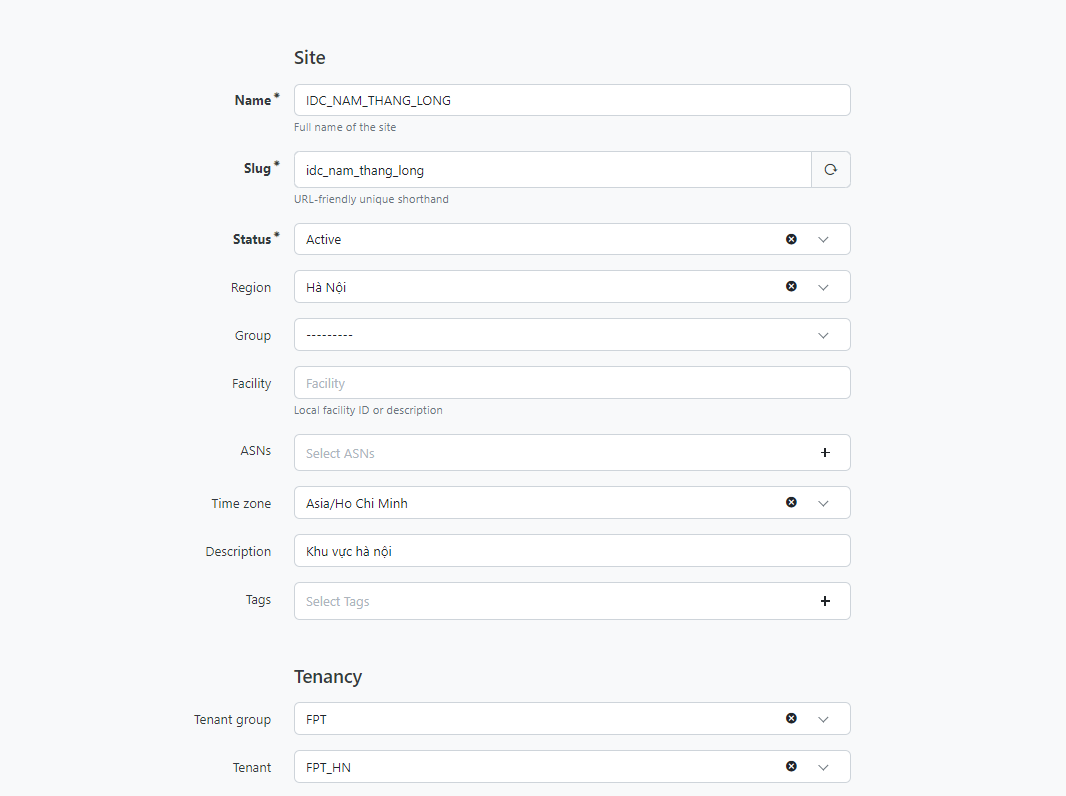 Site
Name * IDC_NAM_THANG_LONG
Full name of the site
Slug * idc_nam_thang_long
URL-friendly unique shorthand
Status * Active
Region Hà Nội
Group ---------
Facility Facility
Local facility ID or description
ASNs Select ASNs
Time zone Asia/Ho Chi Minh
Description Khu vực hà nội
Tags Select Tags
Tenancy
Tenant group FPT
Tenant FPT_HN